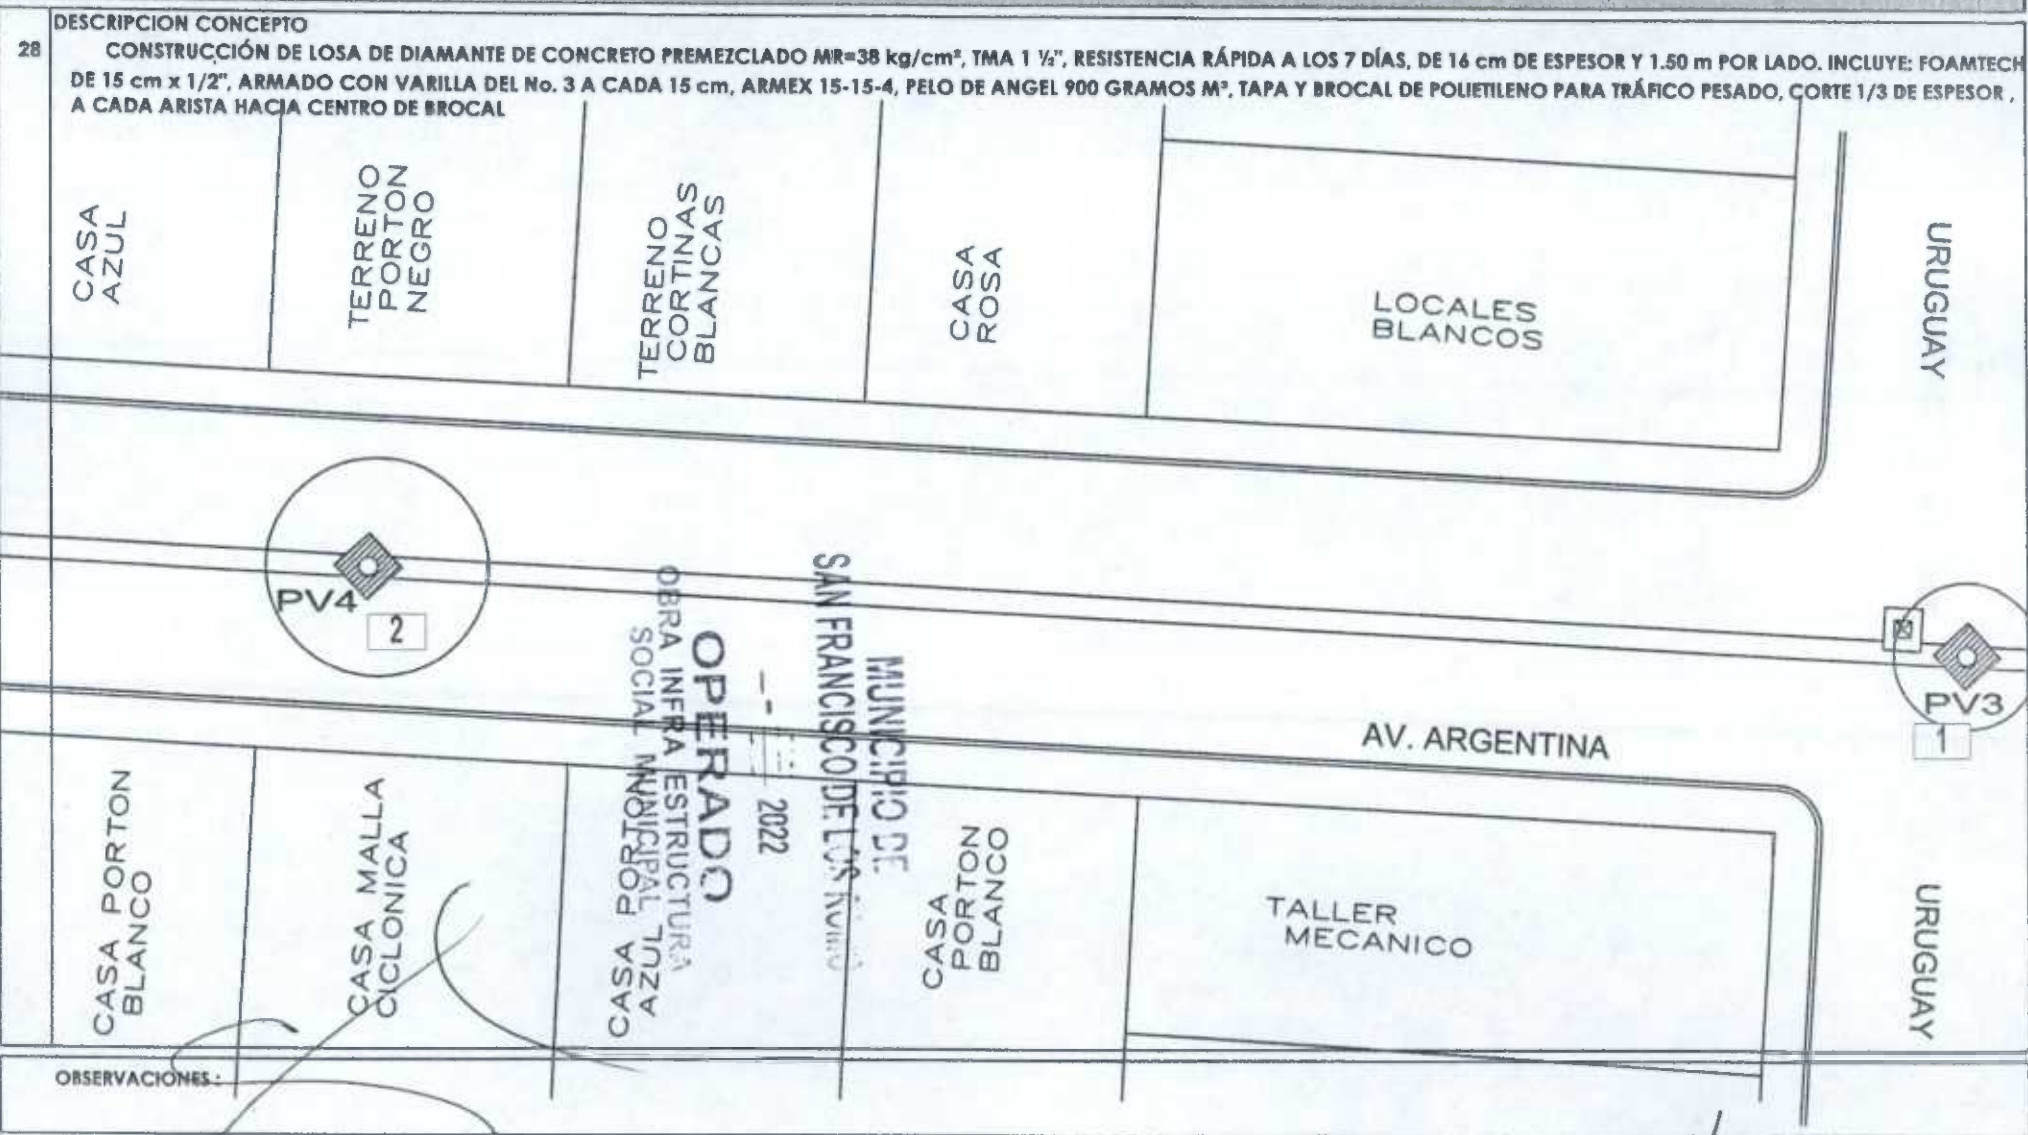 DESCRIPCION CONCEPTO
28 CONSTRUCCIÓN DE LOSA DE DIAMANTE DE CONCRETO PREMEZCLADO MR=38 kg/cm², TMA 1 ½", RESISTENCIA RÁPIDA A LOS 7 DÍAS, DE 16 cm DE ESPESOR Y 1.50 m POR LADO. INCLUYE: FOAMTECH
DE 15 cm x 1/2", ARMADO CON VARILLA DEL No. 3 A CADA 15 cm, ARMEX 15-15-4, PELO DE ANGEL 900 GRAMOS M³, TAPA Y BROCAL DE POLIETILENO PARA TRÁFICO PESADO, CORTE 1/3 DE ESPESOR,
A CADA ARISTA HACIA CENTRO DE BROCAL
CASA
AZUL
TERRENO
PORTON
NEGRO
TERRENO
CORTINAS
BLANCAS
CASA
ROSA
LOCALES
BLANCOS
URUGUAY
PV4
2
PV3
1
AV. ARGENTINA
MUNICIPIO DE
SAN FRANCISCO DE LOS
2022
OPERADO
OBRA INFRA ESTRUCTURA
SOCIAL MUNICIPAL
CASA PORTON
BLANCO
CASA MALLA
CICLONICA
CASA PORTON
AZUL
CASA
PORTON
BLANCO
TALLER
MECANICO
URUGUAY
OBSERVACIONES: